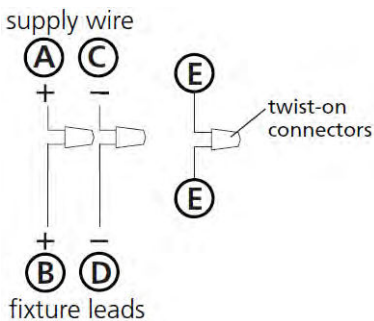 supply wire
A C
+ −
E
twist-on
connectors
E
+ −
B D
fixture leads